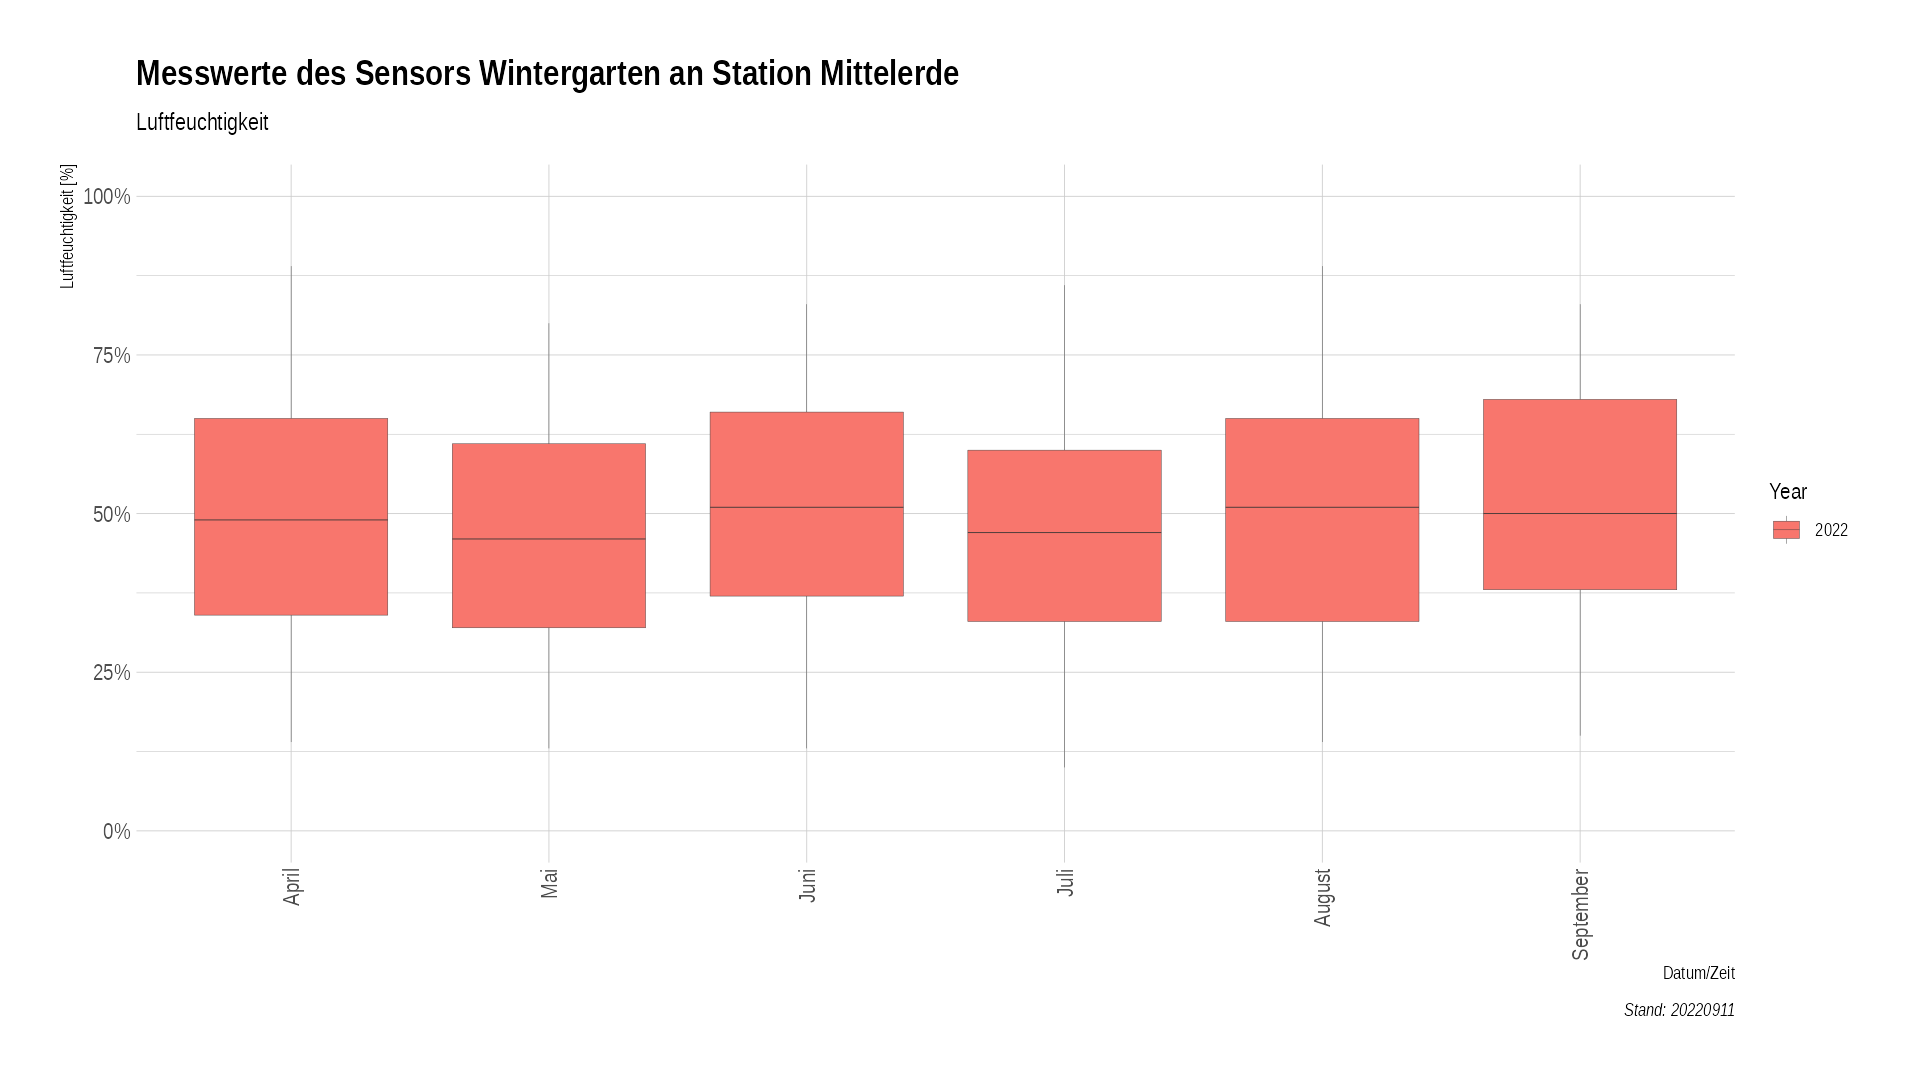 Messwerte des Sensors Wintergarten an Station Mittelerde
Luftfeuchtigkeit
Luftfeuchtigkeit [%]
100%
75%
50%
25%
0%
April
Mai
Juni
Juli
August
September
Datum/Zeit
Year
2022
Stand: 20220911